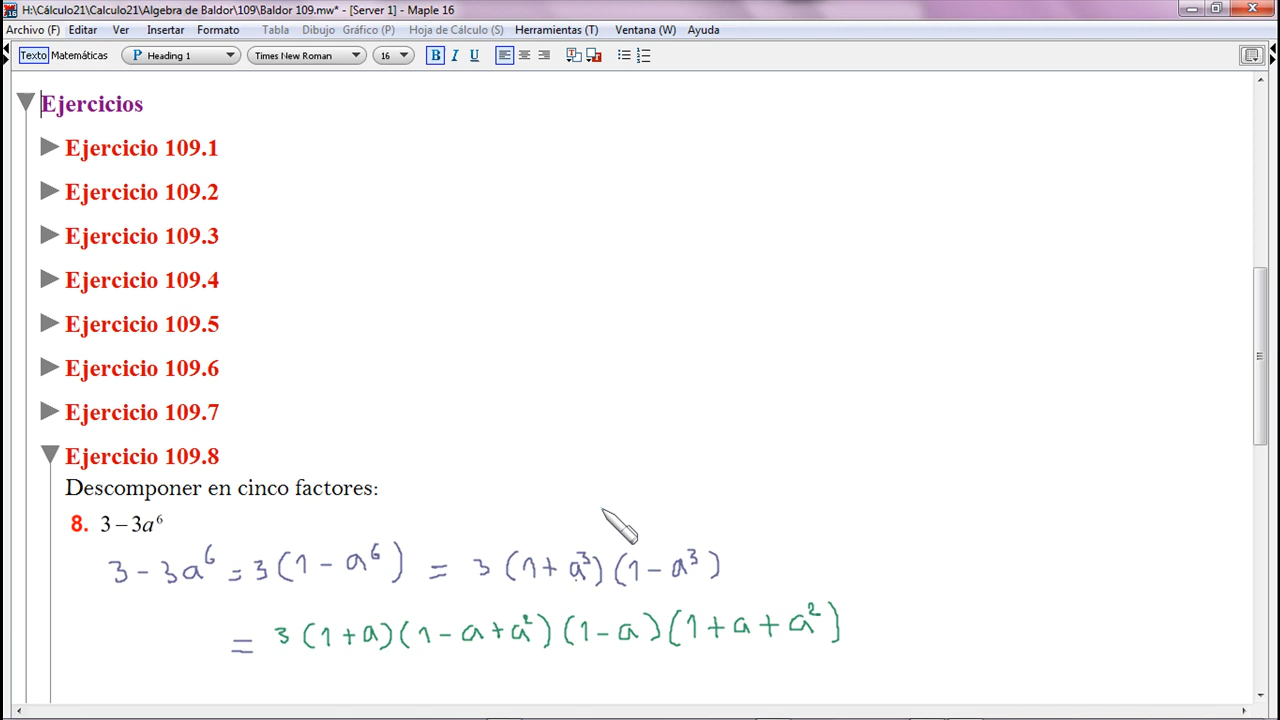 H:\Cálculo21\Calculo21\Algebra de Baldor\109\Baldor 109.mw* - [Server 1] - Maple 16
Archivo (F) Editar Ver Insertar Formato Tabla Dibujo Gráfico (P) Hoja de Cálculo (S) Herramientas (T) Ventana (W) Ayuda
Texto Matemáticas P Heading 1 Times New Roman 16 B I U
Ejercicios
Ejercicio 109.1
Ejercicio 109.2
Ejercicio 109.3
Ejercicio 109.4
Ejercicio 109.5
Ejercicio 109.6
Ejercicio 109.7
Ejercicio 109.8
Descomponer en cinco factores:
8. 3 – 3a⁶
3 - 3a⁶ = 3(1 - a⁶) = 3(1 + a³)(1 - a³)
= 3(1+a)(1 - a + a²)(1 - a)(1 + a + a²)